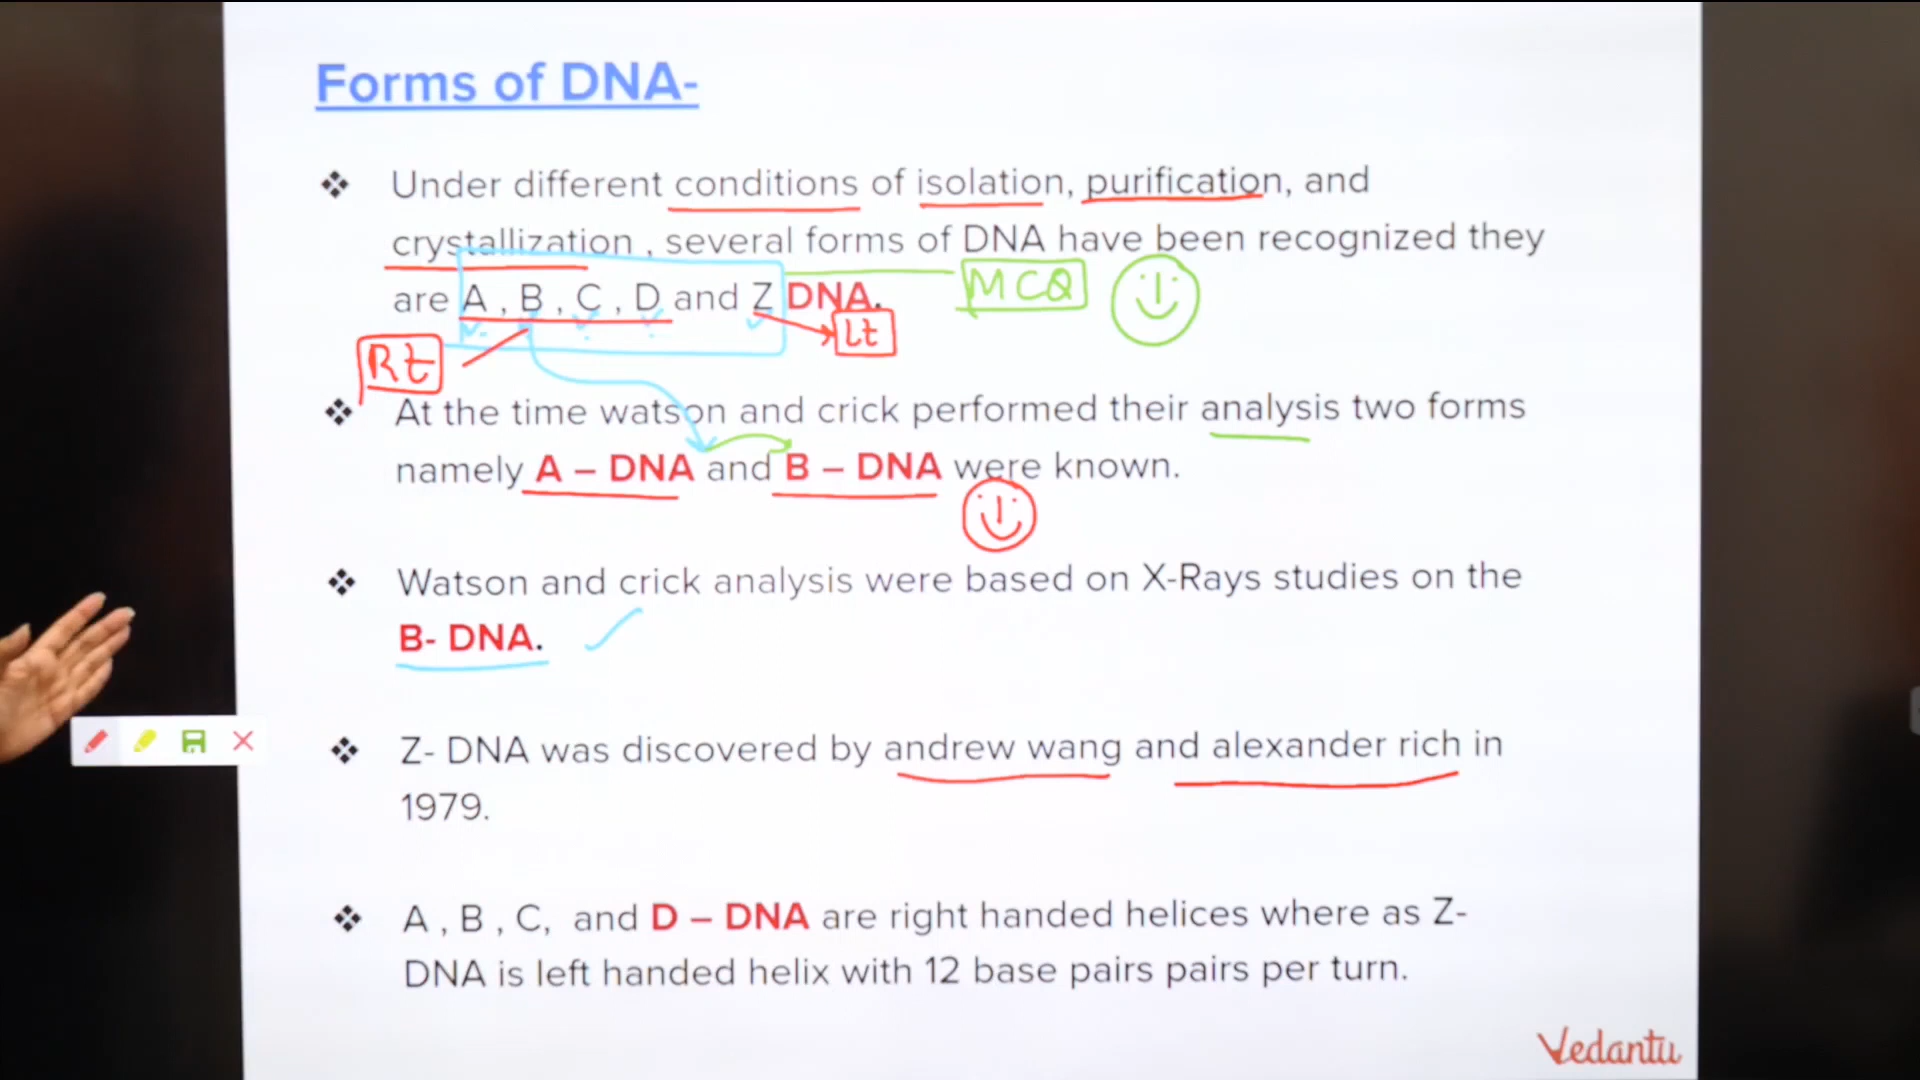 Forms of DNA-
❖ Under different conditions of isolation, purification, and
crystallization , several forms of DNA have been recognized they
MCQ
are A , B , C , D and Z DNA.
Lt
Rt
❖ At the time watson and crick performed their analysis two forms
namely A – DNA and B – DNA were known.
❖ Watson and crick analysis were based on X-Rays studies on the
B- DNA.
❖ Z- DNA was discovered by andrew wang and alexander rich in
1979.
❖ A , B , C, and D – DNA are right handed helices where as Z-
DNA is left handed helix with 12 base pairs pairs per turn.
Vedantu